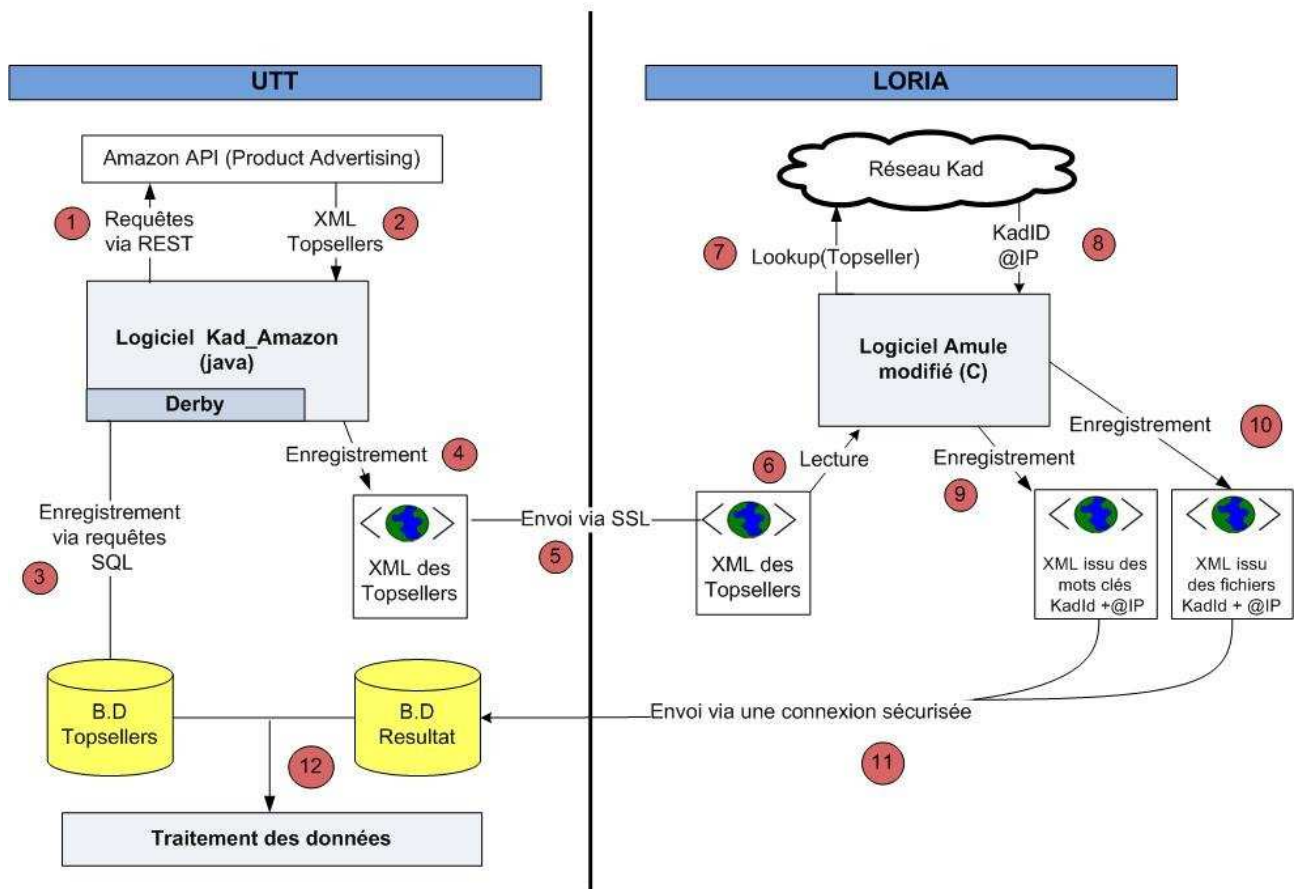 UTT
LORIA
Amazon API (Product Advertising)
1
Requêtes
via REST
XML
Topsellers
2
Logiciel Kad_Amazon
(java)
Derby
Enregistrement
4
Enregistrement
via requêtes
SQL
3
XML des
Topsellers
Envoi via SSL
5
B.D
Topsellers
B.D
Resultat
12
Traitement des données
Réseau Kad
7
Lookup(Topseller)
KadID
@IP
8
Logiciel Amule
modifié (C)
6
Lecture
XML des
Topsellers
Enregistrement
9
Enregistrement
10
XML issu des
mots clés
KadId +@IP
XML issu
des fichiers
KadId + @IP
Envoi via une connexion sécurisée
11